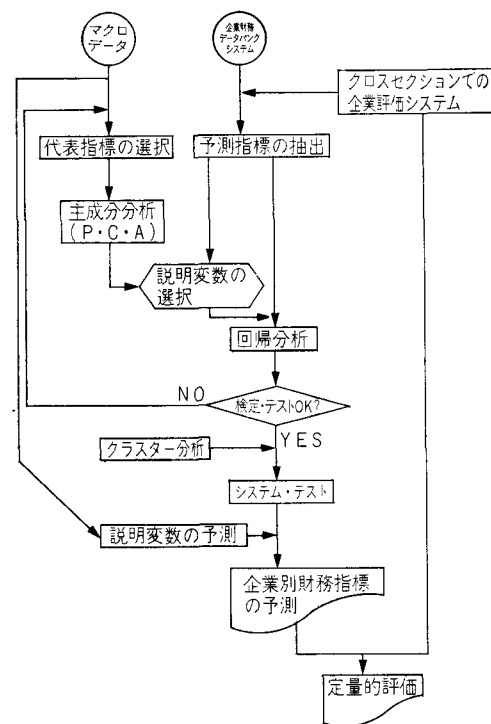 マクロ
データ
企業財務
データバンク
システム
クロスセクションでの
企業評価システム
代表指標の選択
予測指標の抽出
主成分分析
(P・C・A)
説明変数の
選択
回帰分析
NO
検定・テストOK?
YES
クラスター分析
システム・テスト
説明変数の予測
企業別財務指標
の予測
定量的評価